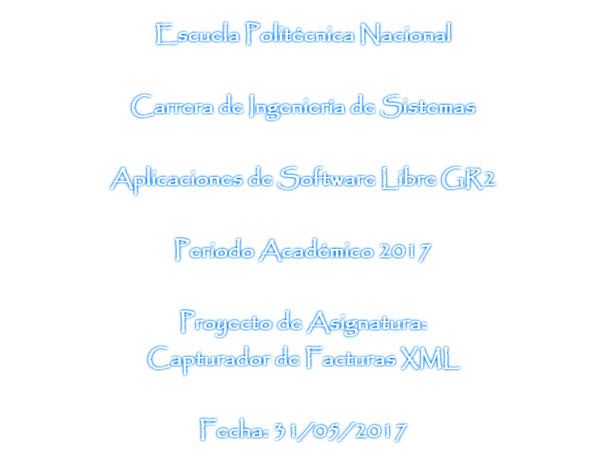 Escuela Politécnica Nacional
Carrera de Ingeniería de Sistemas
Aplicaciones de Software Libre GR2
Periodo Académico 2017
Proyecto de Asignatura:
Capturador de Facturas XML
Fecha: 31/05/2017